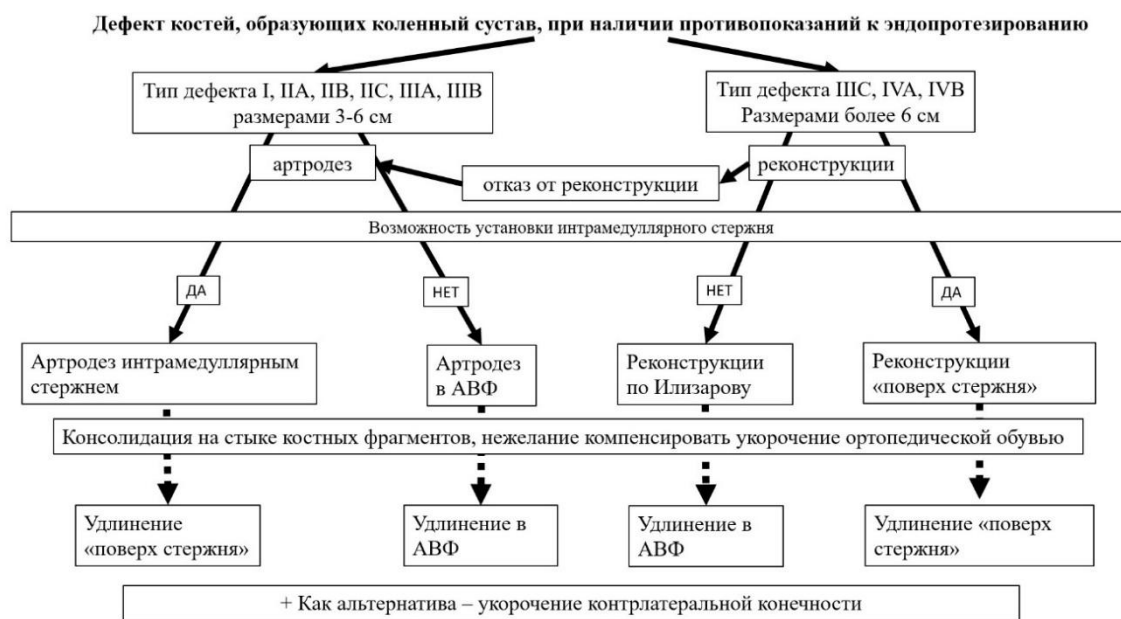 Дефект костей, образующих коленный сустав, при наличии противопоказаний к эндопротезированию
Тип дефекта I, IIA, IIB, IIC, IIIA, IIIB
размерами 3-6 см
Тип дефекта IIIC, IVA, IVB
Размерами более 6 см
артродез
отказ от реконструкции
реконструкции
Возможность установки интрамедуллярного стержня
ДА
НЕТ
НЕТ
ДА
Артродез интрамедуллярным
стержнем
Артродез
в АВФ
Реконструкции
по Илизарову
Реконструкции
«поверх стержня»
Консолидация на стыке костных фрагментов, нежелание компенсировать укорочение ортопедической обувью
Удлинение
«поверх стержня»
Удлинение в
АВФ
Удлинение в
АВФ
Удлинение «поверх
стержня»
+ Как альтернатива – укорочение контрлатеральной конечности